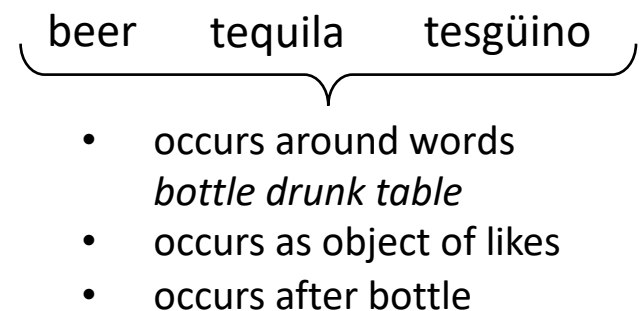 beer tequila tesgüino
• occurs around words
bottle drunk table
• occurs as object of likes
• occurs after bottle